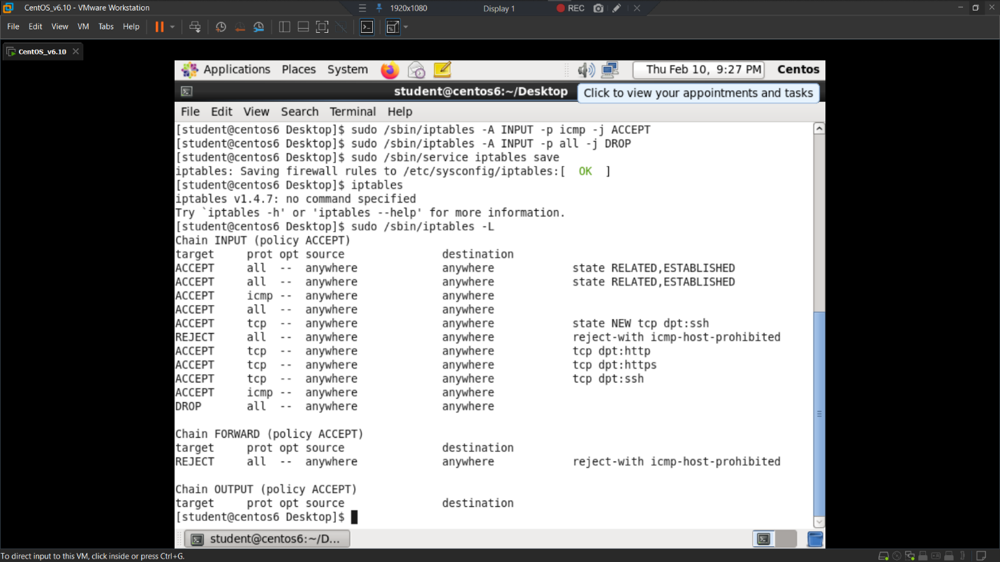 CentOS_v6.10 - VMware Workstation
1920x1080
Display 1
REC
File Edit View VM Tabs Help
CentOS_v6.10
Applications Places System
Thu Feb 10, 9:27 PM
Centos
student@centos6:~/Desktop
Click to view your appointments and tasks
File Edit View Search Terminal Help
[student@centos6 Desktop]$ sudo /sbin/iptables -A INPUT -p icmp -j ACCEPT
[student@centos6 Desktop]$ sudo /sbin/iptables -A INPUT -p all -j DROP
[student@centos6 Desktop]$ sudo /sbin/service iptables save
iptables: Saving firewall rules to /etc/sysconfig/iptables:[  OK  ]
[student@centos6 Desktop]$ iptables
iptables v1.4.7: no command specified
Try `iptables -h' or 'iptables --help' for more information.
[student@centos6 Desktop]$ sudo /sbin/iptables -L
Chain INPUT (policy ACCEPT)
target     prot opt source               destination
ACCEPT     all  --  anywhere             anywhere            state RELATED,ESTABLISHED
ACCEPT     all  --  anywhere             anywhere            state RELATED,ESTABLISHED
ACCEPT     icmp --  anywhere             anywhere
ACCEPT     all  --  anywhere             anywhere
ACCEPT     tcp  --  anywhere             anywhere            state NEW tcp dpt:ssh
REJECT     all  --  anywhere             anywhere            reject-with icmp-host-prohibited
ACCEPT     tcp  --  anywhere             anywhere            tcp dpt:http
ACCEPT     tcp  --  anywhere             anywhere            tcp dpt:https
ACCEPT     tcp  --  anywhere             anywhere            tcp dpt:ssh
ACCEPT     icmp --  anywhere             anywhere
DROP       all  --  anywhere             anywhere
Chain FORWARD (policy ACCEPT)
target     prot opt source               destination
REJECT     all  --  anywhere             anywhere            reject-with icmp-host-prohibited
Chain OUTPUT (policy ACCEPT)
target     prot opt source               destination
[student@centos6 Desktop]$
student@centos6:~/D...
To direct input to this VM, click inside or press Ctrl+G.